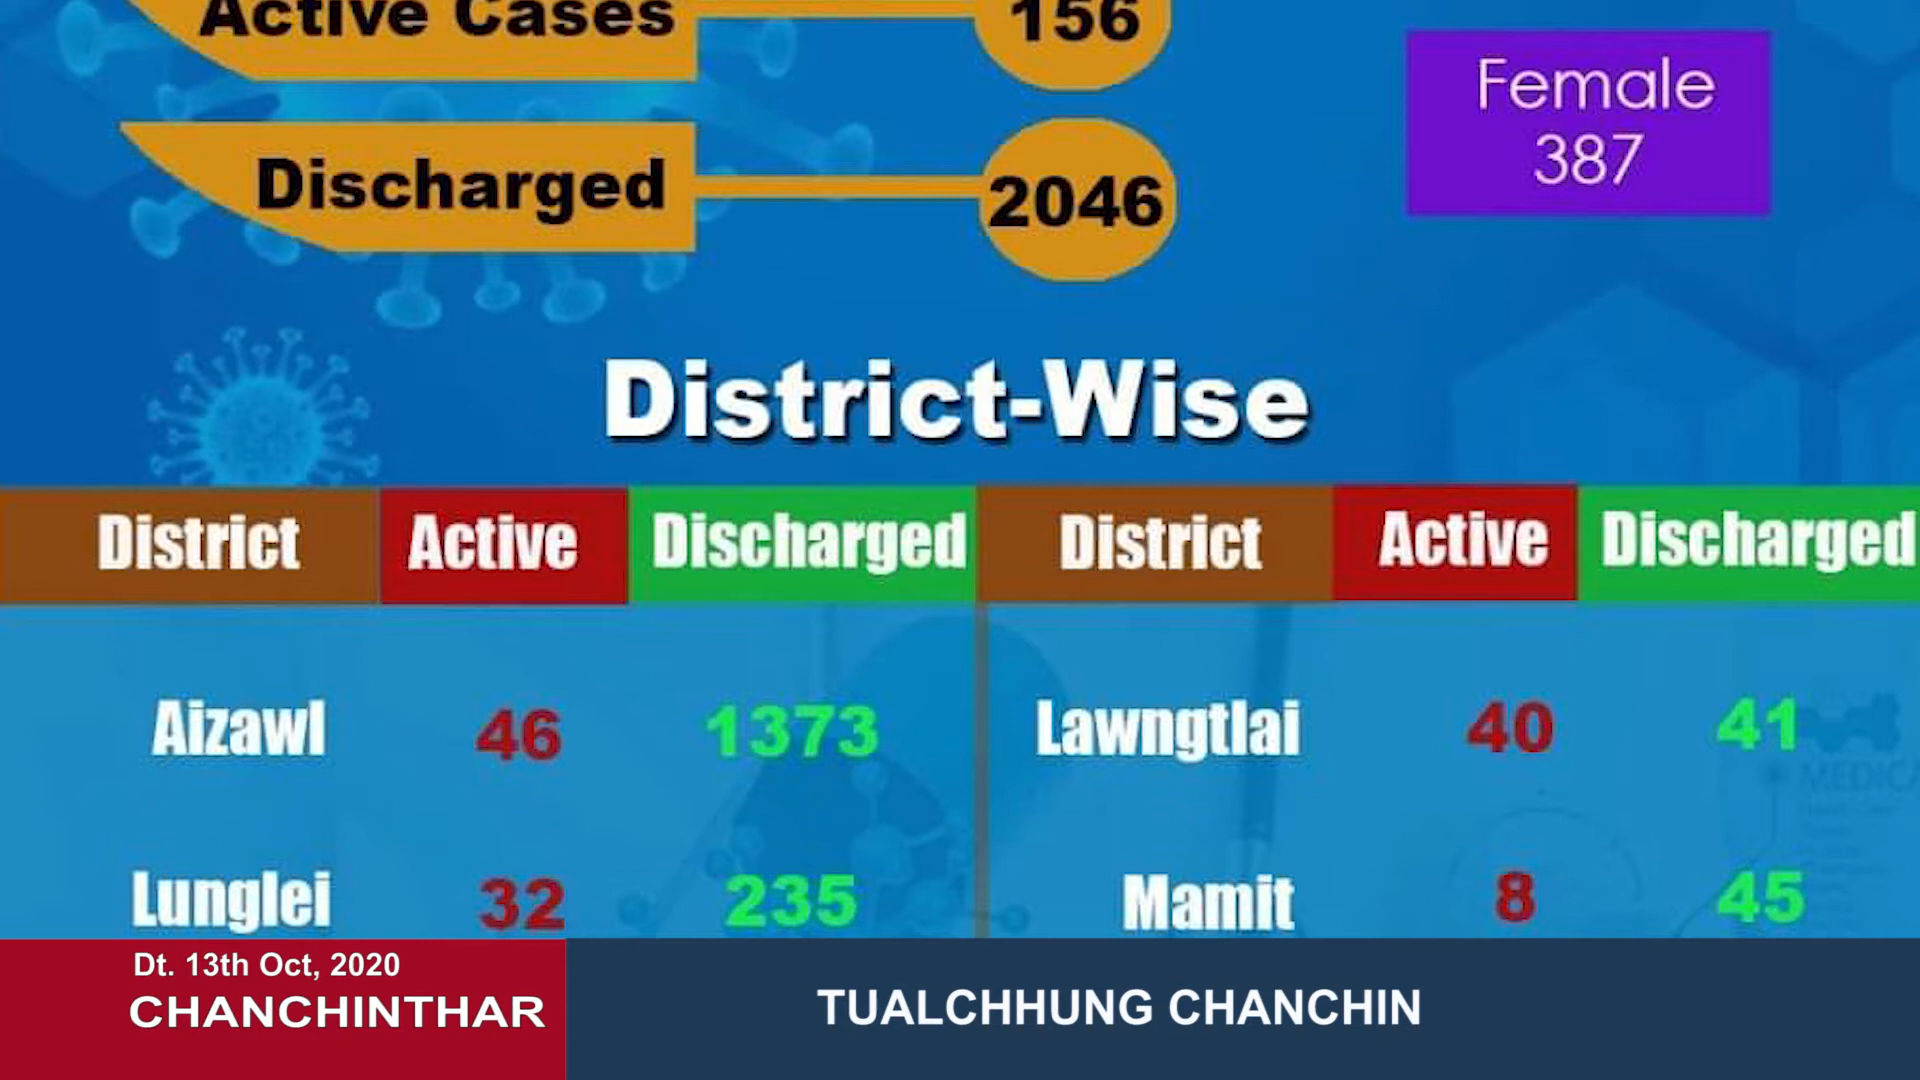 Active Cases 156
Female
387
Discharged 2046
District-Wise
District Active Discharged District Active Discharged
Aizawl 46 1373 Lawngtlai 40 41
MEDICA
Lunglei 32 235 Mamit 8 45
Dt. 13th Oct, 2020
CHANCHINTHAR
TUALCHHUNG CHANCHIN